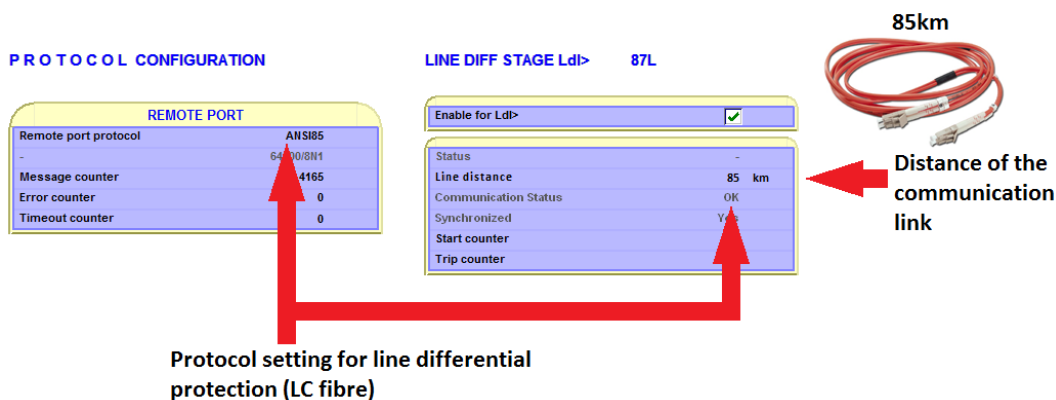 85km
PROTOCOL CONFIGURATION
LINE DIFF STAGE LdI> 87L
REMOTE PORT
Remote port protocol ANSI85
-
Message counter 4165
Error counter 0
Timeout counter 0
Enable for LdI>
Status -
Line distance 85 km
Communication Status OK
Synchronized
Start counter
Trip counter
Distance of the
communication
link
Protocol setting for line differential
protection (LC fibre)